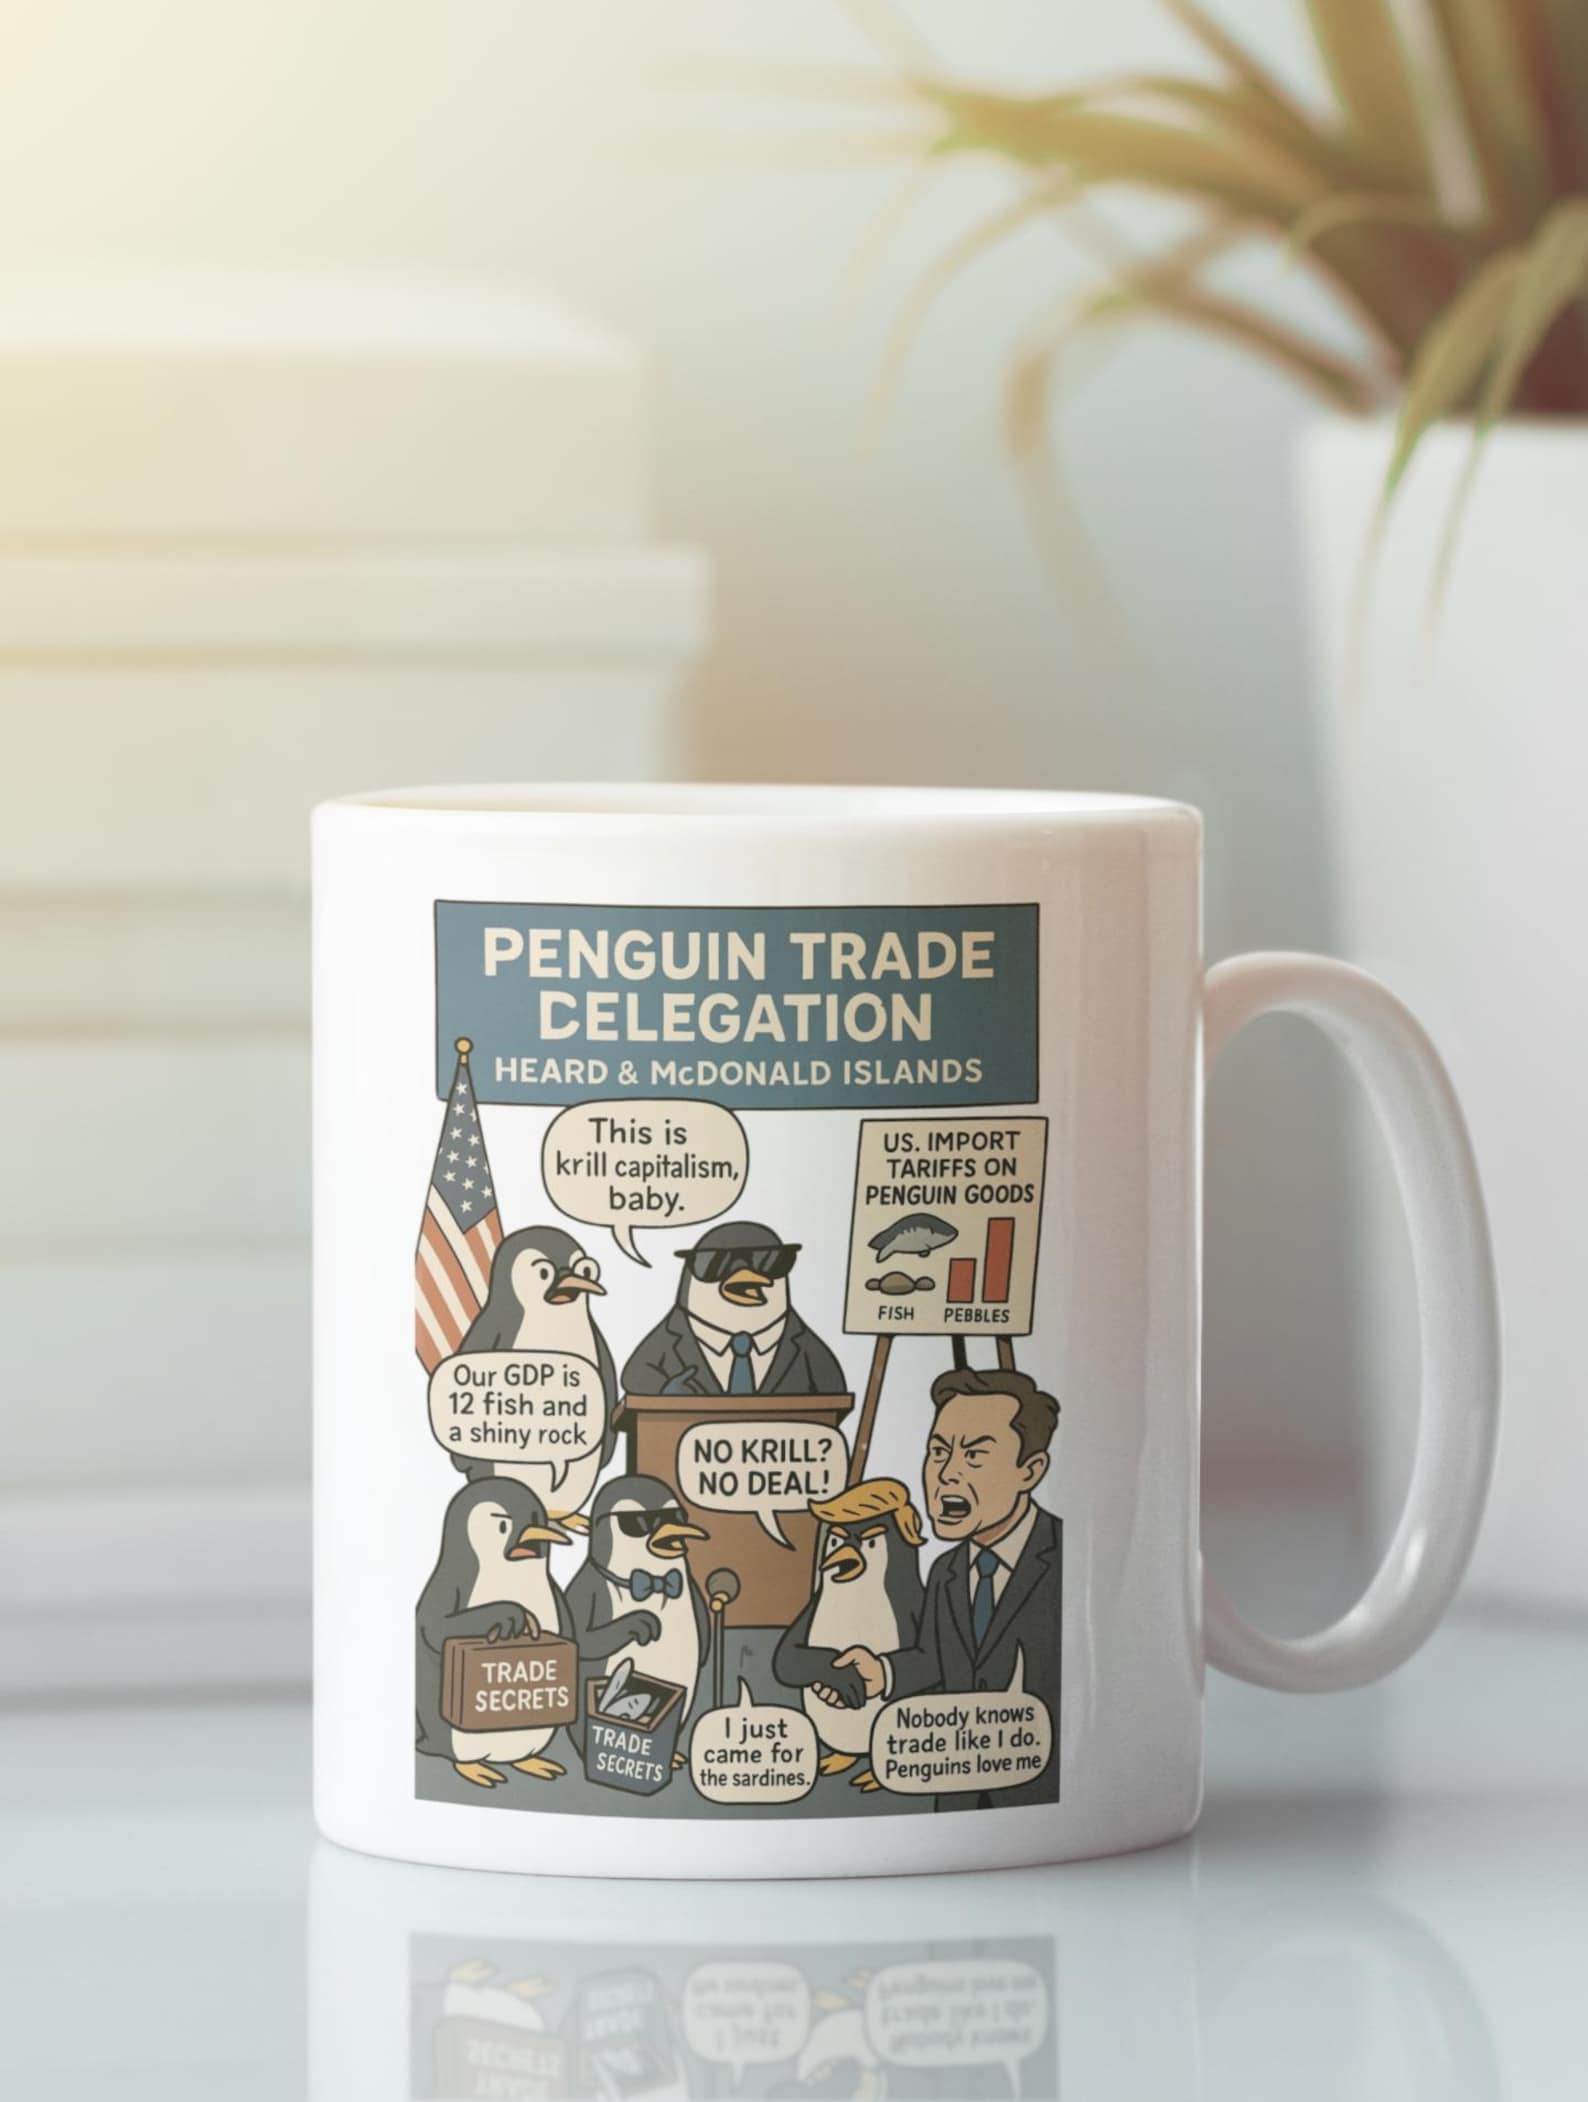 PENGUIN TRADE
DELEGATION
HEARD & McDONALD ISLANDS
This is
krill capitalism,
baby.
US. IMPORT
TARIFFS ON
PENGUIN GOODS
FISH PEBBLES
Our GDP is
12 fish and
a shiny rock
NO KRILL?
NO DEAL!
TRADE
SECRETS
TRADE
SECRETS
I just
came for
the sardines.
Nobody knows
trade like I do.
Penguins love me